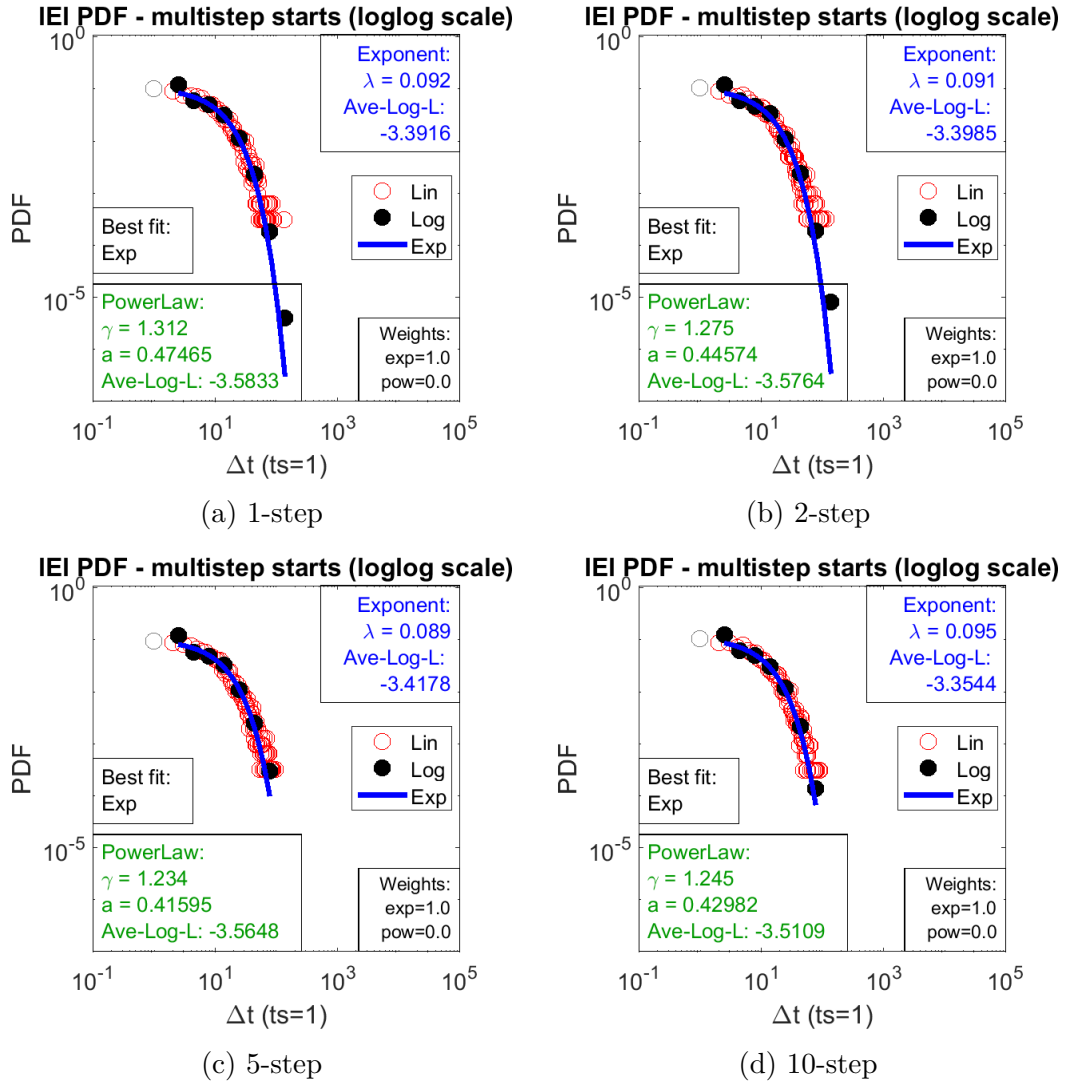 IEI PDF - multistep starts (loglog scale)
10^0
Exponent:
λ = 0.092
Ave-Log-L:
-3.3916
PDF
Lin
Log
Exp
Best fit:
Exp
10^-5
PowerLaw:
γ = 1.312
a = 0.47465
Ave-Log-L: -3.5833
Weights:
exp=1.0
pow=0.0
10^-1 10^1 10^3 10^5
Δt (ts=1)
(a) 1-step
IEI PDF - multistep starts (loglog scale)
10^0
Exponent:
λ = 0.091
Ave-Log-L:
-3.3985
PDF
Lin
Log
Exp
Best fit:
Exp
10^-5
PowerLaw:
γ = 1.275
a = 0.44574
Ave-Log-L: -3.5764
Weights:
exp=1.0
pow=0.0
10^-1 10^1 10^3 10^5
Δt (ts=1)
(b) 2-step
IEI PDF - multistep starts (loglog scale)
10^0
Exponent:
λ = 0.089
Ave-Log-L:
-3.4178
PDF
Lin
Log
Exp
Best fit:
Exp
10^-5
PowerLaw:
γ = 1.234
a = 0.41595
Ave-Log-L: -3.5648
Weights:
exp=1.0
pow=0.0
10^-1 10^1 10^3 10^5
Δt (ts=1)
(c) 5-step
IEI PDF - multistep starts (loglog scale)
10^0
Exponent:
λ = 0.095
Ave-Log-L:
-3.3544
PDF
Lin
Log
Exp
Best fit:
Exp
10^-5
PowerLaw:
γ = 1.245
a = 0.42982
Ave-Log-L: -3.5109
Weights:
exp=1.0
pow=0.0
10^-1 10^1 10^3 10^5
Δt (ts=1)
(d) 10-step